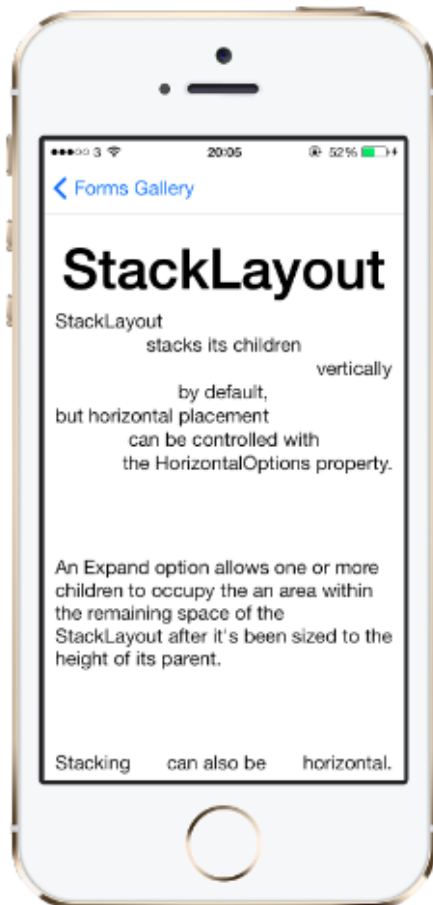 3 20:05 52%
Forms Gallery
StackLayout
StackLayout
stacks its children
vertically
by default,
but horizontal placement
can be controlled with
the HorizontalOptions property.
An Expand option allows one or more
children to occupy the an area within
the remaining space of the
StackLayout after it's been sized to the
height of its parent.
Stacking can also be horizontal.